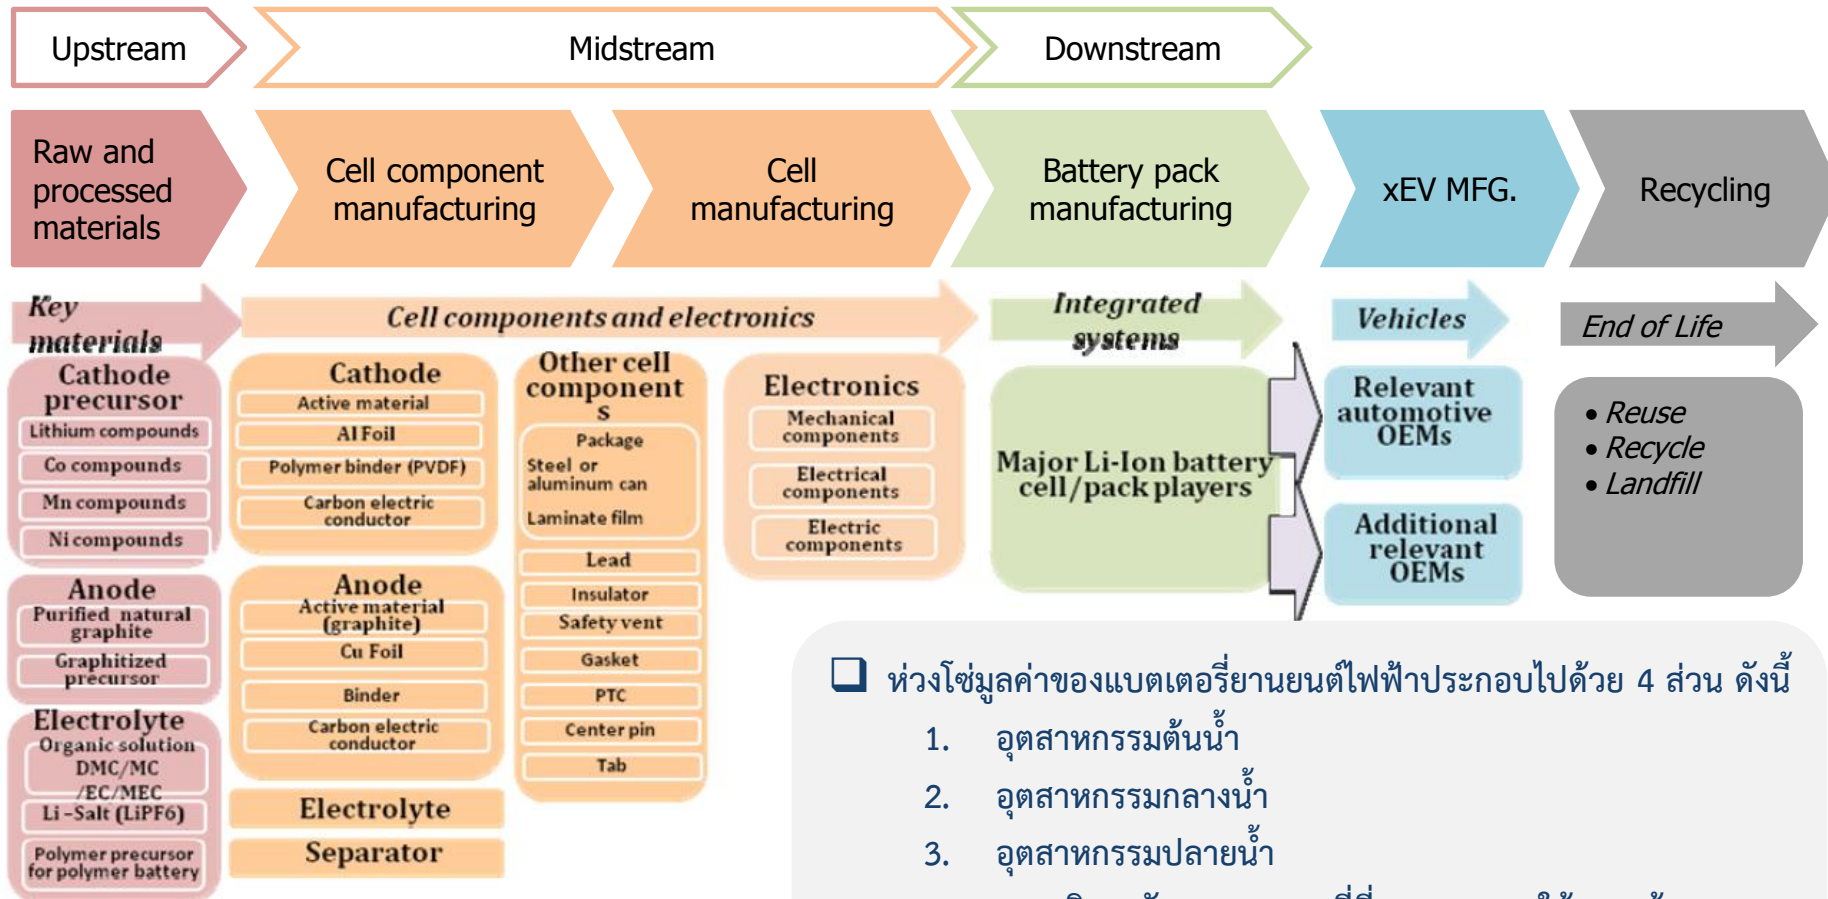 Upstream
Midstream
Downstream
Raw and
processed
materials
Cell component
manufacturing
Cell
manufacturing
Battery pack
manufacturing
xEV MFG.
Recycling
Key
materials
Cell components and electronics
Integrated
systems
Vehicles
End of Life
Cathode
precursor
Lithium compounds
Co compounds
Mn compounds
Ni compounds
Anode
Purified natural
graphite
Graphitized
precursor
Electrolyte
Organic solution
DMC/MC
/EC/MEC
Li -Salt (LiPF6)
Polymer precursor
for polymer battery
Cathode
Active material
Al Foil
Polymer binder (PVDF)
Carbon electric
conductor
Anode
Active material
(graphite)
Cu Foil
Binder
Carbon electric
conductor
Electrolyte
Separator
Other cell
component
s
Package
Steel or
aluminum can
Laminate film
Lead
Insulator
Safety vent
Gasket
PTC
Center pin
Tab
Electronics
Mechanical
components
Electrical
components
Electric
components
Major Li-Ion battery
cell/pack players
Relevant
automotive
OEMs
Additional
relevant
OEMs
• Reuse
• Recycle
• Landfill
❑ ห่วงโซ่มูลค่าของแบตเตอรี่ยานยนต์ไฟฟ้าประกอบไปด้วย 4 ส่วน ดังนี้
1. อุตสาหกรรมต้นน้ำ
2. อุตสาหกรรมกลางน้ำ
3. อุตสาหกรรมปลายน้ำ